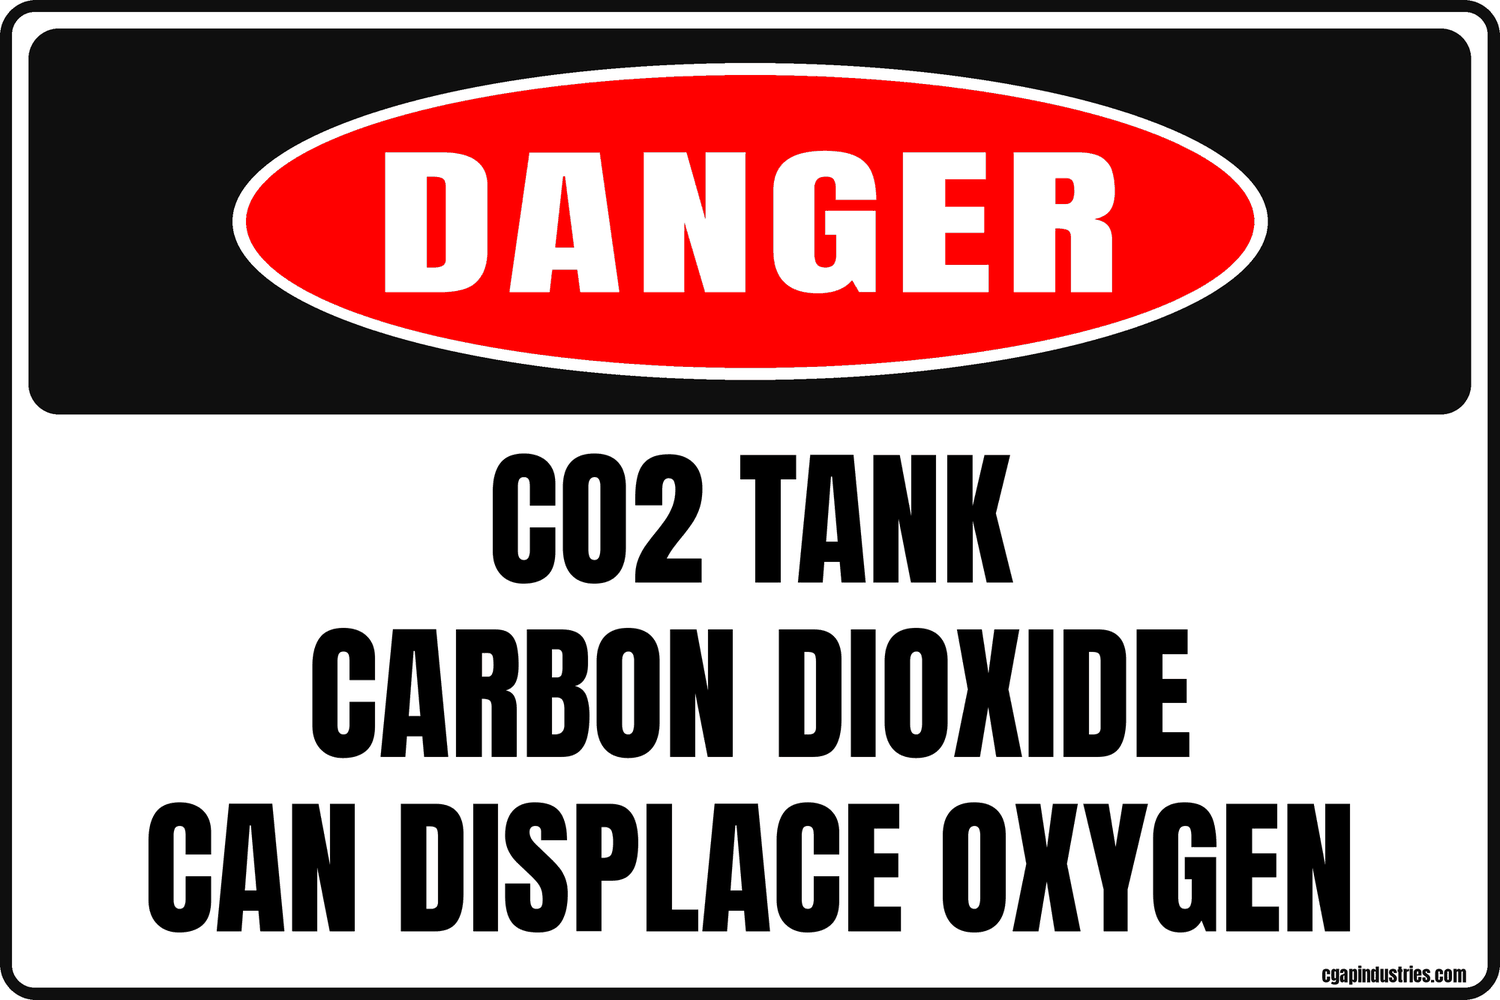 DANGER
CO2 TANK
CARBON DIOXIDE
CAN DISPLACE OXYGEN
cgapindustries.com